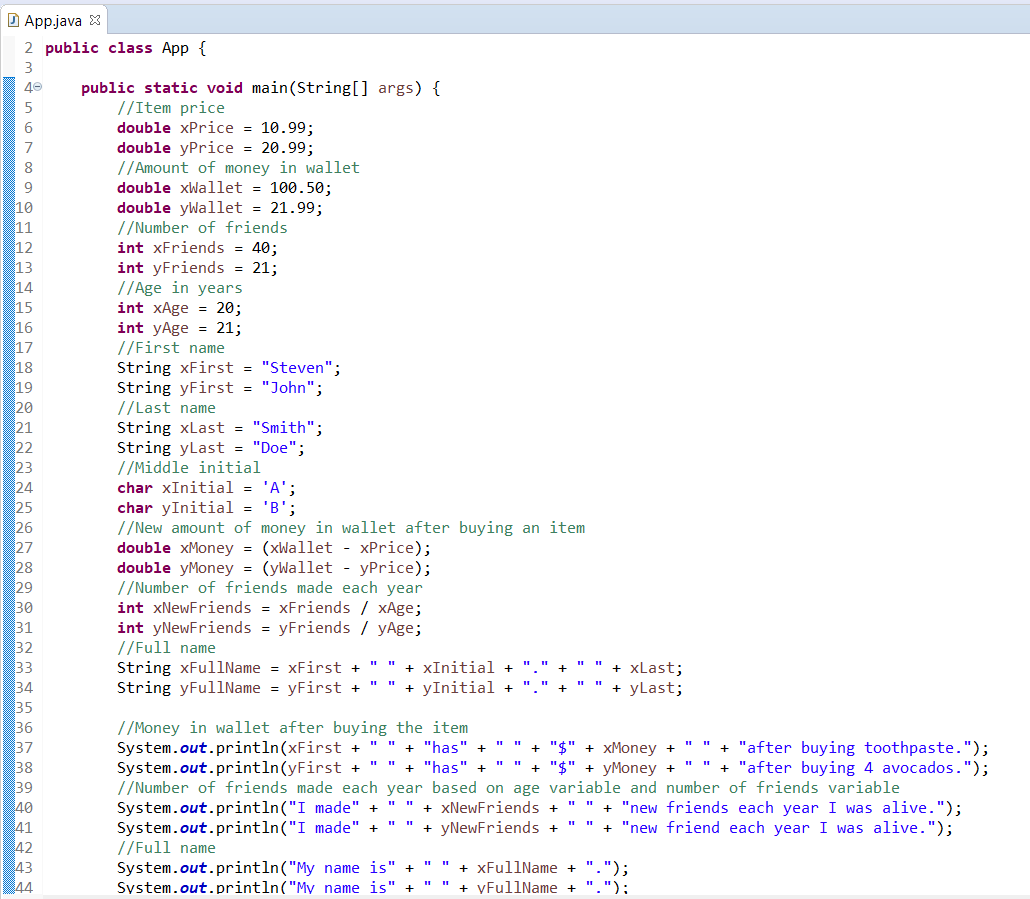 App.java
2 public class App {
3
4 public static void main(String[] args) {
5 //Item price
6 double xPrice = 10.99;
7 double yPrice = 20.99;
8 //Amount of money in wallet
9 double xWallet = 100.50;
10 double yWallet = 21.99;
11 //Number of friends
12 int xFriends = 40;
13 int yFriends = 21;
14 //Age in years
15 int xAge = 20;
16 int yAge = 21;
17 //First name
18 String xFirst = "Steven";
19 String yFirst = "John";
20 //Last name
21 String xLast = "Smith";
22 String yLast = "Doe";
23 //Middle initial
24 char xInitial = 'A';
25 char yInitial = 'B';
26 //New amount of money in wallet after buying an item
27 double xMoney = (xWallet - xPrice);
28 double yMoney = (yWallet - yPrice);
29 //Number of friends made each year
30 int xNewFriends = xFriends / xAge;
31 int yNewFriends = yFriends / yAge;
32 //Full name
33 String xFullName = xFirst + " " + xInitial + "." + " " + xLast;
34 String yFullName = yFirst + " " + yInitial + "." + " " + yLast;
35
36 //Money in wallet after buying the item
37 System.out.println(xFirst + " " + "has" + " " + "$" + xMoney + " " + "after buying toothpaste.");
38 System.out.println(yFirst + " " + "has" + " " + "$" + yMoney + " " + "after buying 4 avocados.");
39 //Number of friends made each year based on age variable and number of friends variable
40 System.out.println("I made" + " " + xNewFriends + " " + "new friends each year I was alive.");
41 System.out.println("I made" + " " + yNewFriends + " " + "new friend each year I was alive.");
42 //Full name
43 System.out.println("My name is" + " " + xFullName + ".");
44 System.out.println("My name is" + " " + yFullName + ".");